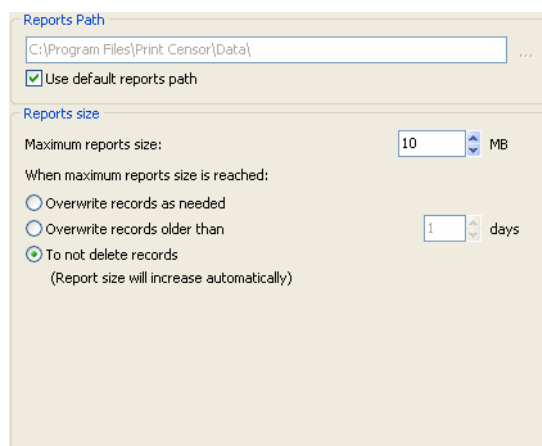 Reports Path
C:\Program Files\Print Censor\Data\
...
Use default reports path
Reports size
Maximum reports size: 10 MB
When maximum reports size is reached:
Overwrite records as needed
Overwrite records older than 1 days
To not delete records
(Report size will increase automatically)